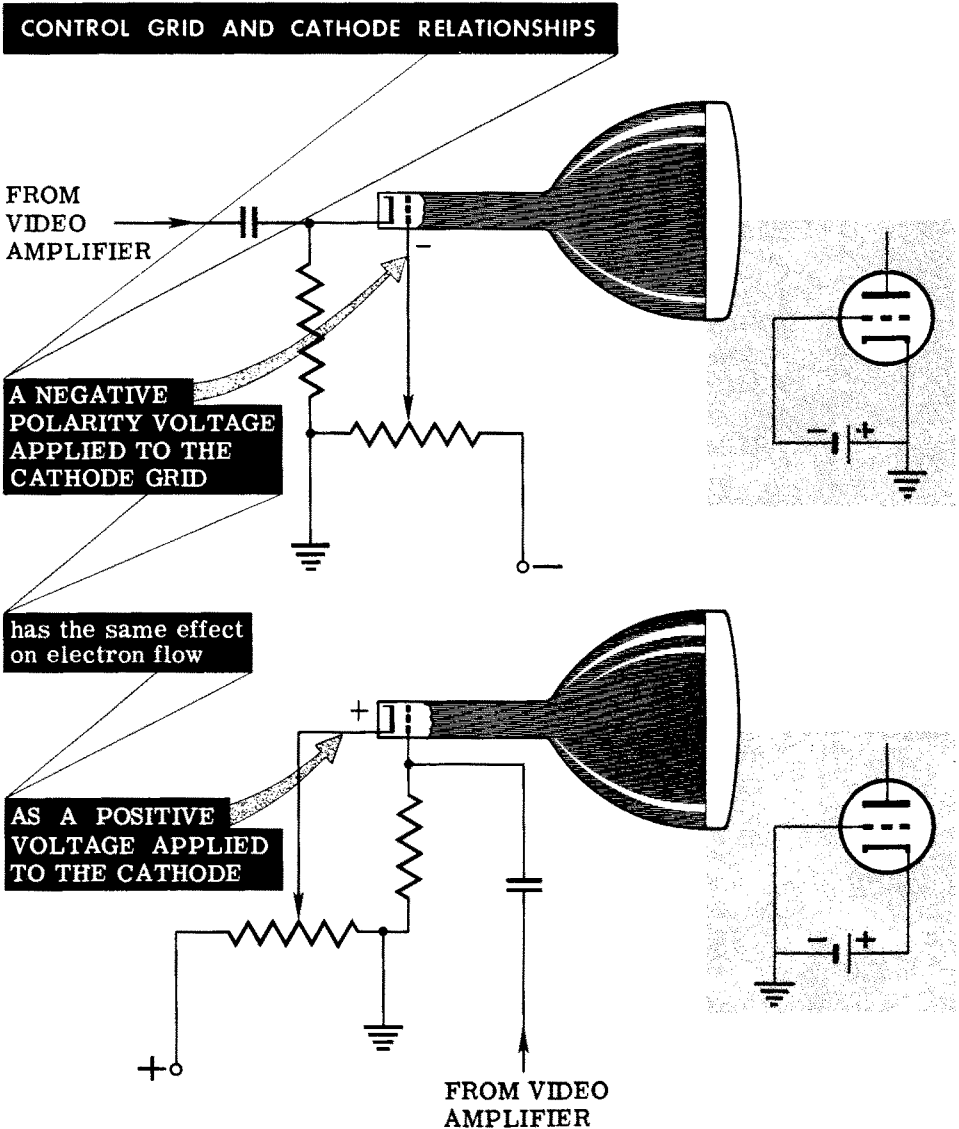 CONTROL GRID AND CATHODE RELATIONSHIPS
FROM
VIDEO
AMPLIFIER
−
A NEGATIVE
POLARITY VOLTAGE
APPLIED TO THE
CATHODE GRID
− +
−
has the same effect
on electron flow
+
AS A POSITIVE
VOLTAGE APPLIED
TO THE CATHODE
− +
+
FROM VIDEO
AMPLIFIER